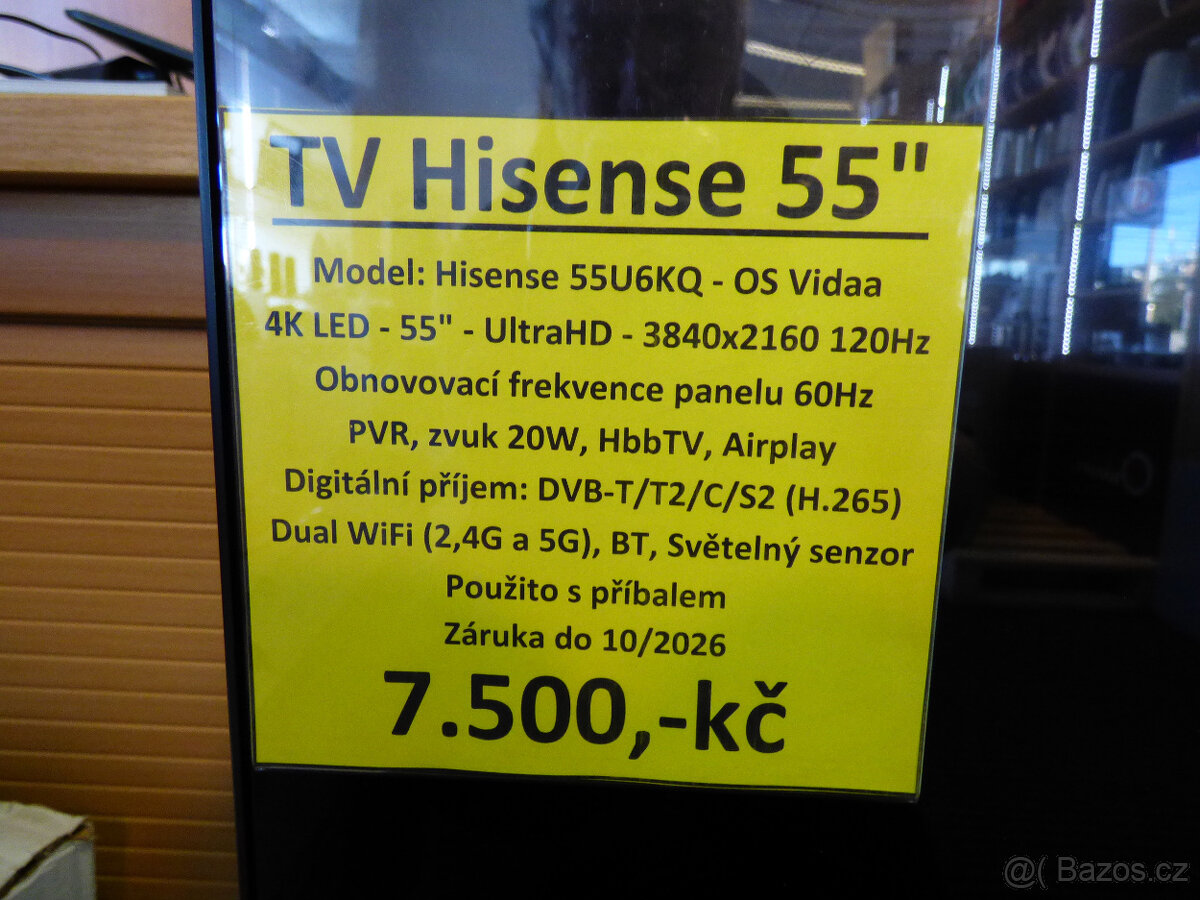 TV Hisense 55"
Model: Hisense 55U6KQ - OS Vidaa
4K LED - 55" - UltraHD - 3840x2160 120Hz
Obnovovací frekvence panelu 60Hz
PVR, zvuk 20W, HbbTV, Airplay
Digitální příjem: DVB-T/T2/C/S2 (H.265)
Dual WiFi (2,4G a 5G), BT, Světelný senzor
Použito s příbalem
Záruka do 10/2026
7.500,-kč
@( Bazos.cz